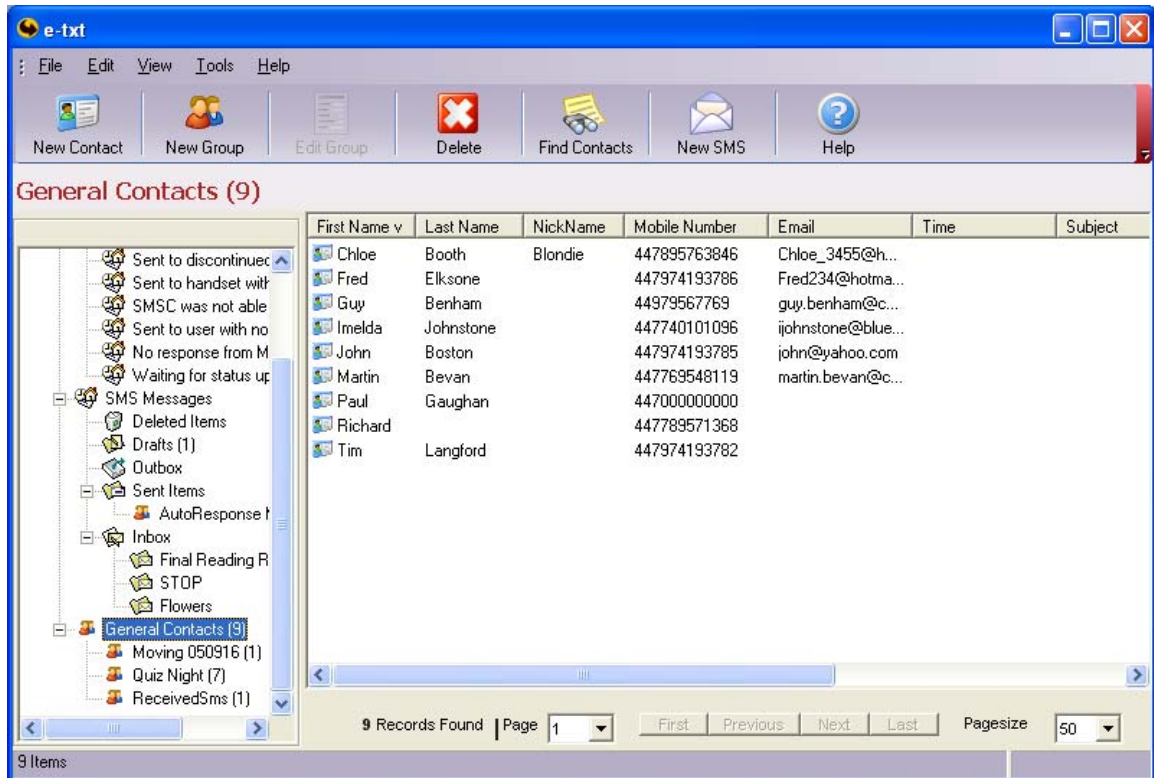 e-txt
File Edit View Tools Help
New Contact New Group Edit Group Delete Find Contacts New SMS Help
General Contacts (9)
First Name v Last Name NickName Mobile Number Email Time Subject
Chloe Booth Blondie 447895763846 Chloe_3455@h...
Fred Elksone 447974193786 Fred234@hotma...
Guy Benham 44979567769 guy.benham@c...
Imelda Johnstone 447740101096 ijohnstone@blue...
John Boston 447974193785 john@yahoo.com
Martin Bevan 447769548119 martin.bevan@c...
Paul Gaughan 447000000000
Richard 447789571368
Tim Langford 447974193782
Sent to discontinued
Sent to handset with
SMSC was not able
Sent to user with no
No response from M
Waiting for status up
SMS Messages
Deleted Items
Drafts (1)
Outbox
Sent Items
AutoResponse
Inbox
Final Reading R
STOP
Flowers
General Contacts (9)
Moving 050916 (1)
Quiz Night (7)
ReceivedSms (1)
9 Records Found Page 1 First Previous Next Last Pagesize 50
9 Items